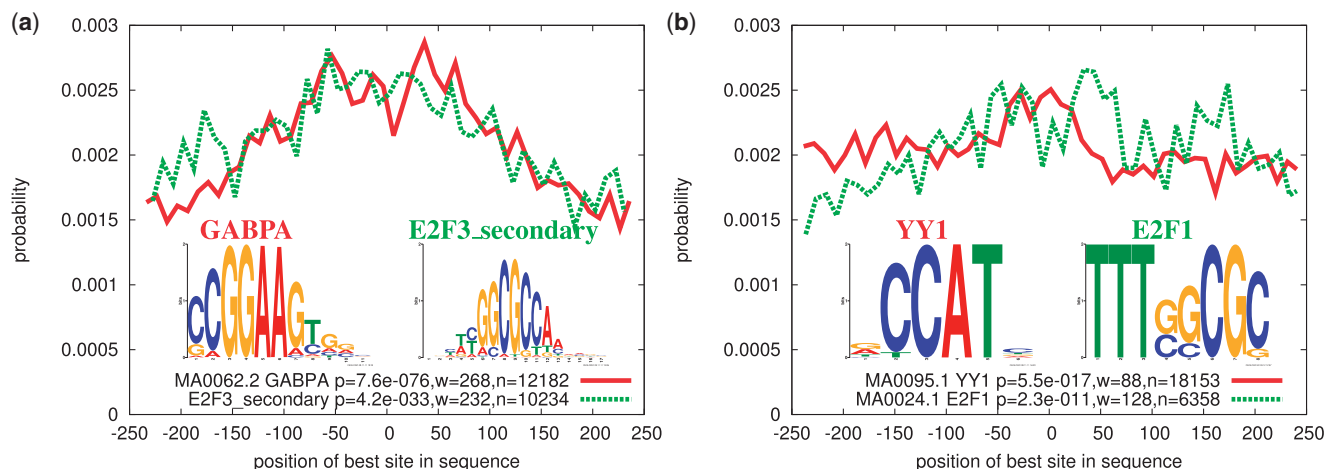 (a)
0.003
0.0025
0.002
0.0015
0.001
0.0005
0
probability
GABPA
E2F3_secondary
CCGGAAGT
GGCGCCA
MA0062.2 GABPA p=7.6e-076,w=268,n=12182
E2F3_secondary p=4.2e-033,w=232,n=10234
-250 -200 -150 -100 -50 0 50 100 150 200 250
position of best site in sequence
(b)
0.003
0.0025
0.002
0.0015
0.001
0.0005
0
probability
YY1
E2F1
CCAT
TTTGGCGC
CC
MA0095.1 YY1 p=5.5e-017,w=88,n=18153
MA0024.1 E2F1 p=2.3e-011,w=128,n=6358
-250 -200 -150 -100 -50 0 50 100 150 200 250
position of best site in sequence